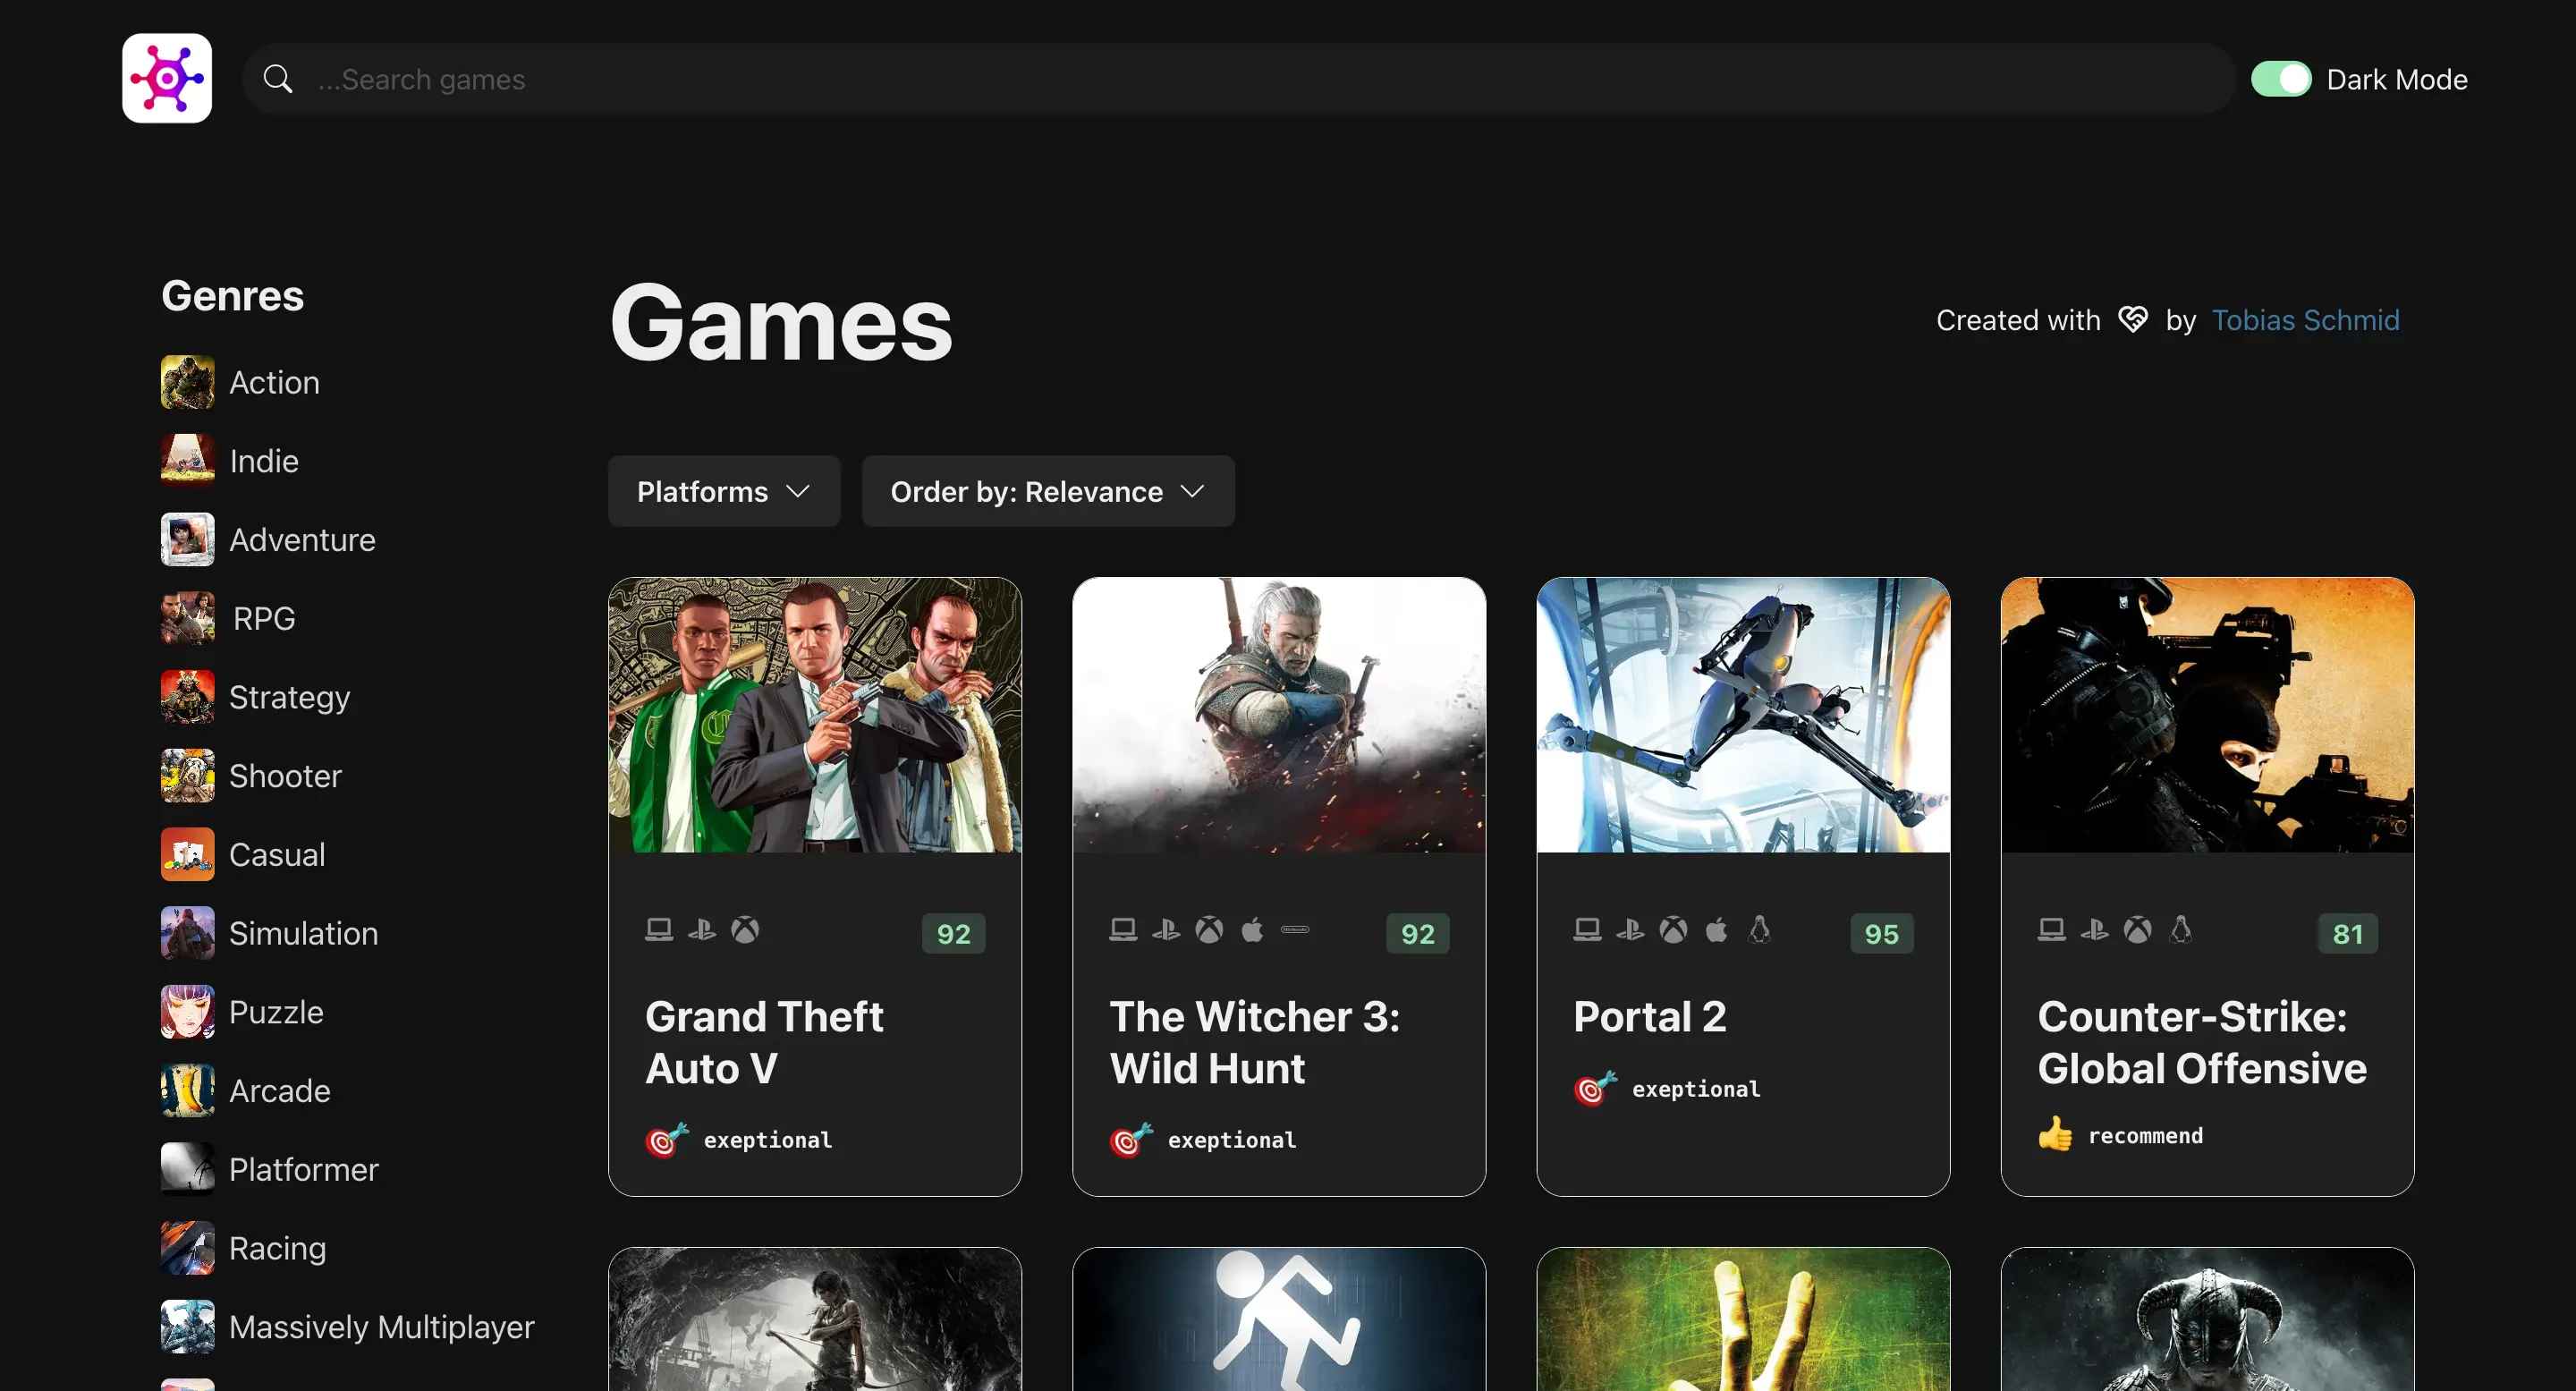 ...Search games
Dark Mode
Genres
Action
Indie
Adventure
RPG
Strategy
Shooter
Casual
Simulation
Puzzle
Arcade
Platformer
Racing
Massively Multiplayer
Games
Created with by Tobias Schmid
Platforms
Order by: Relevance
92
Grand Theft
Auto V
exeptional
92
The Witcher 3:
Wild Hunt
exeptional
95
Portal 2
exeptional
81
Counter-Strike:
Global Offensive
recommend